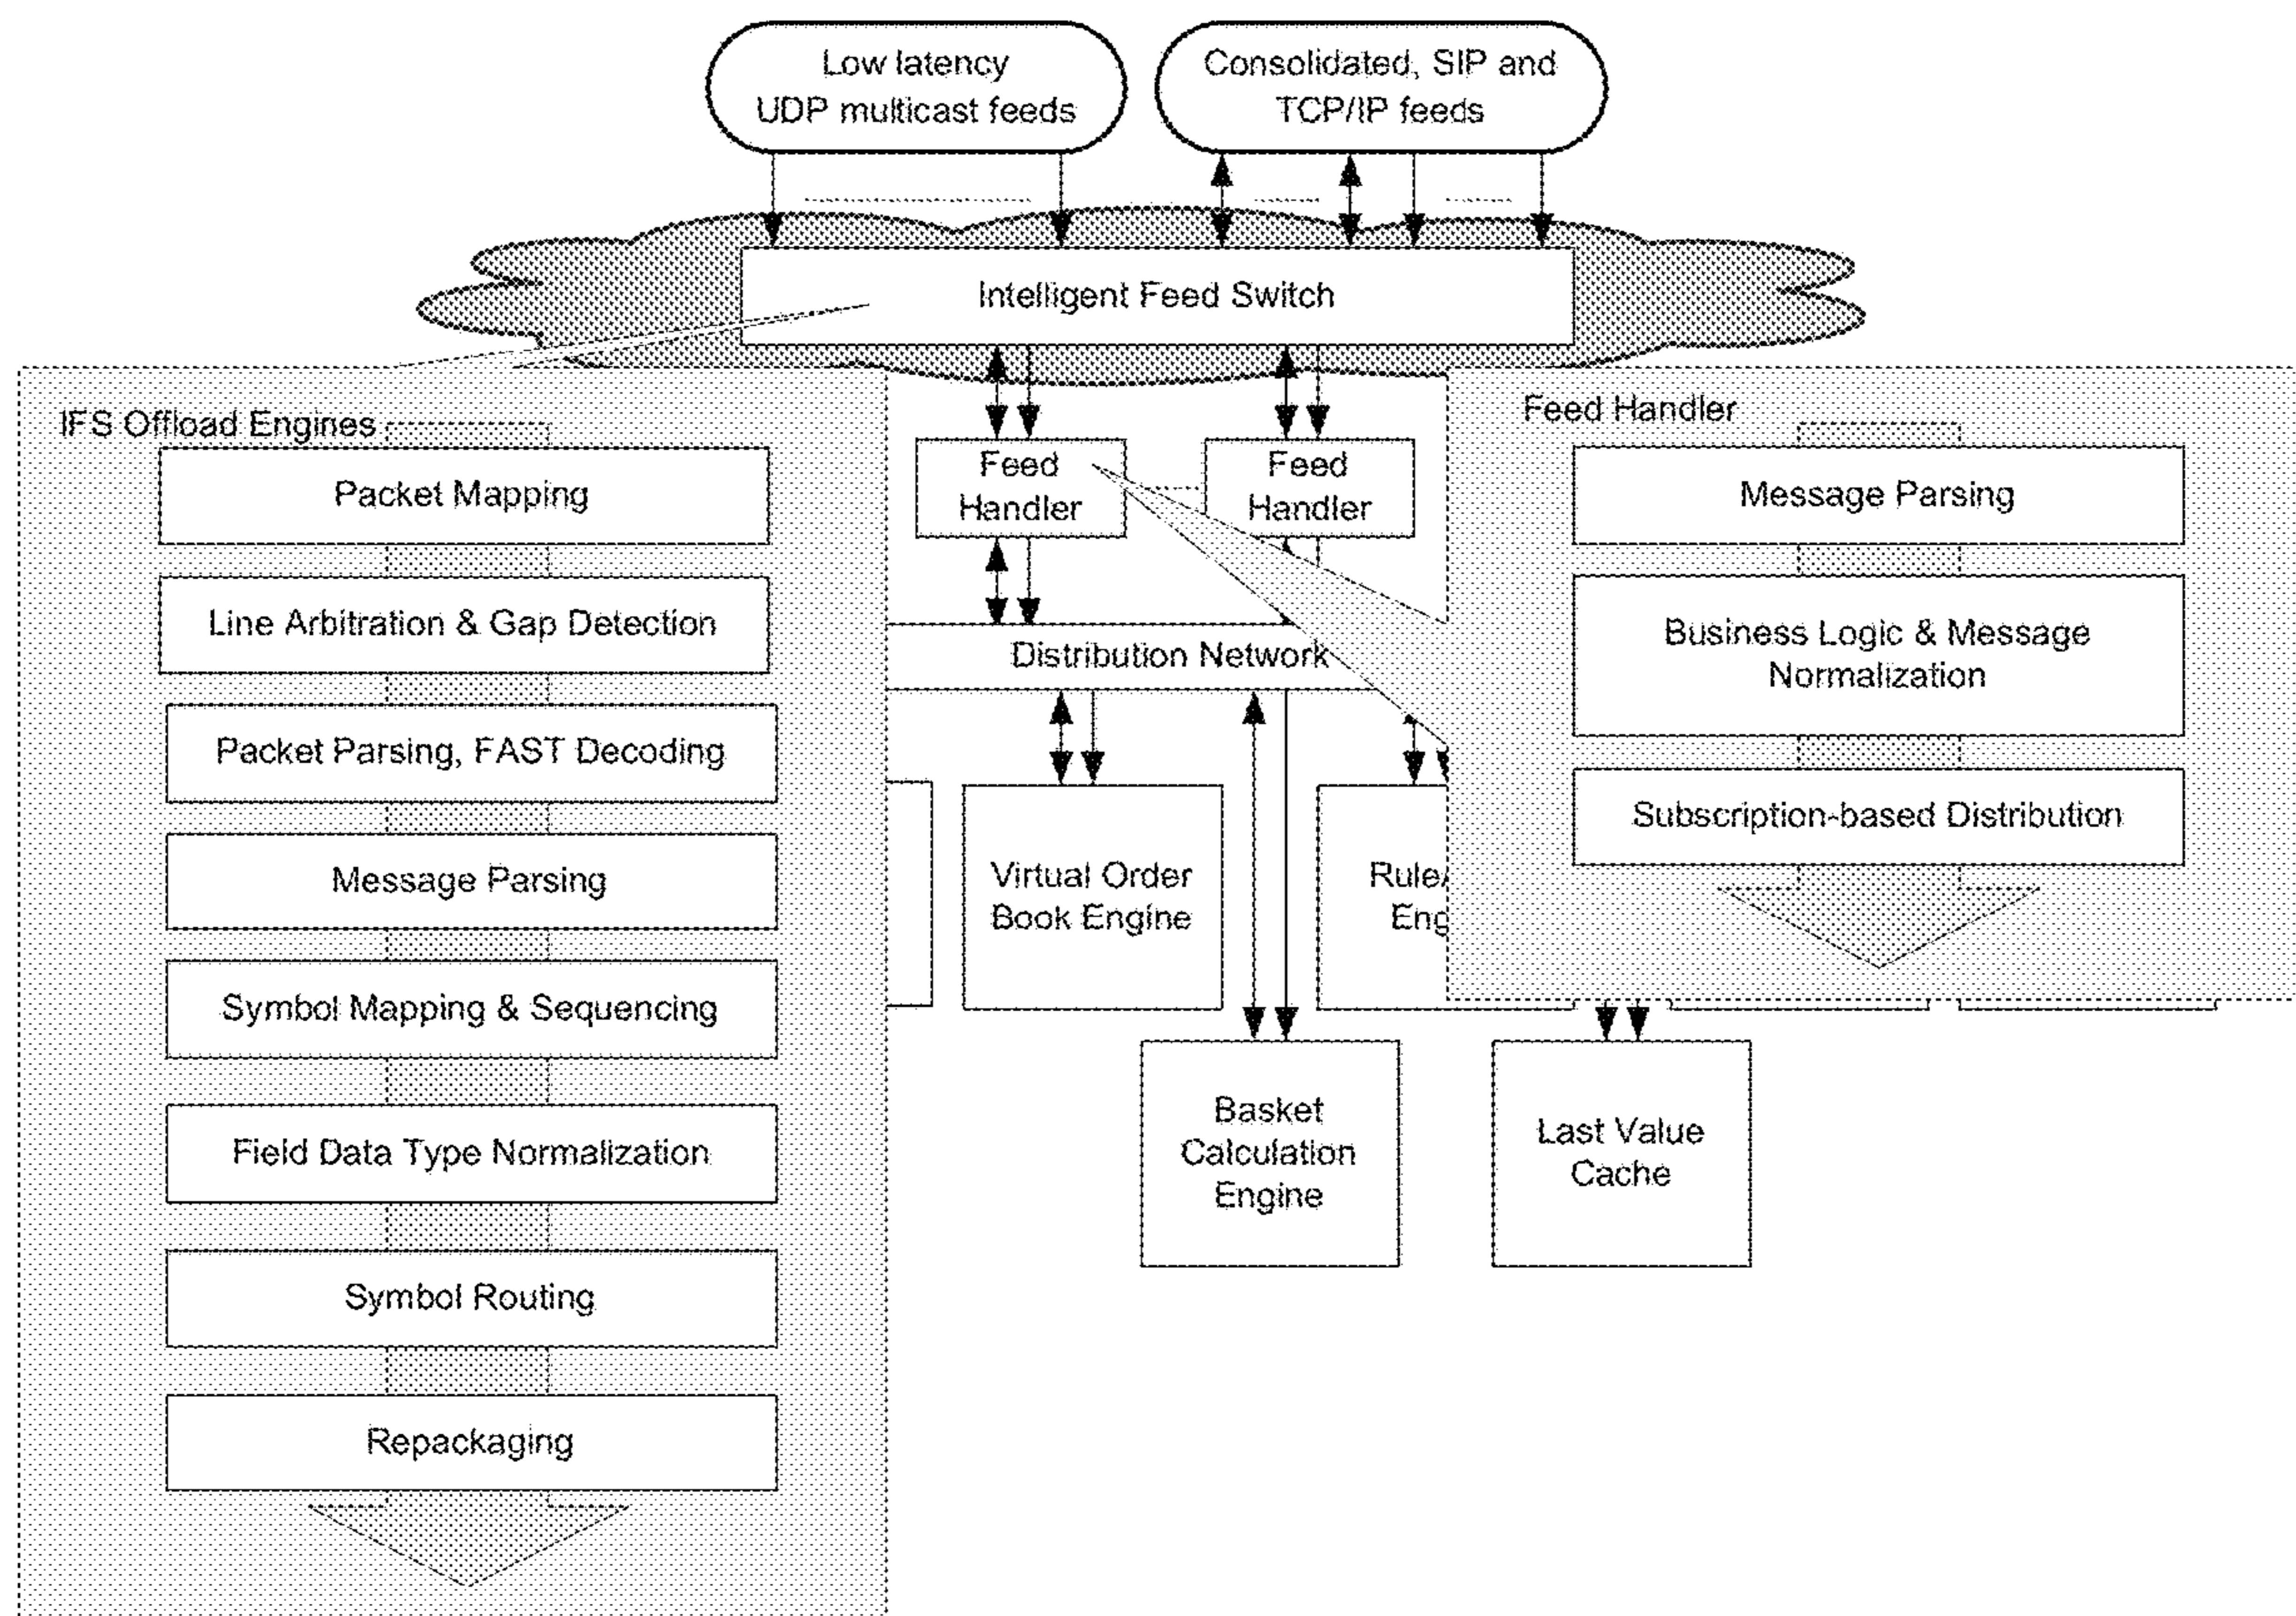 Low latency
UDP multicast feeds
Consolidated, SIP and
TCP/IP feeds
Intelligent Feed Switch
IFS Offload Engines
Packet Mapping
Line Arbitration & Gap Detection
Packet Parsing, FAST Decoding
Message Parsing
Symbol Mapping & Sequencing
Field Data Type Normalization
Symbol Routing
Repackaging
Feed
Handler
Feed
Handler
Distribution Network
Virtual Order
Book Engine
Rule/
Eng
Basket
Calculation
Engine
Last Value
Cache
Feed Handler
Message Parsing
Business Logic & Message
Normalization
Subscription-based Distribution